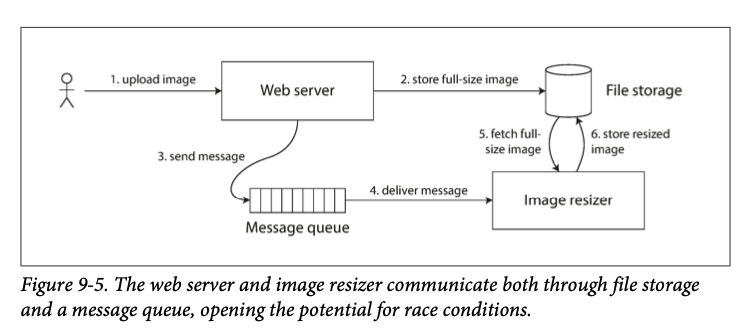 1. upload image
Web server
2. store full-size image
File storage
3. send message
5. fetch full-
size image
6. store resized
image
4. deliver message
Message queue
Image resizer
Figure 9-5. The web server and image resizer communicate both through file storage
and a message queue, opening the potential for race conditions.